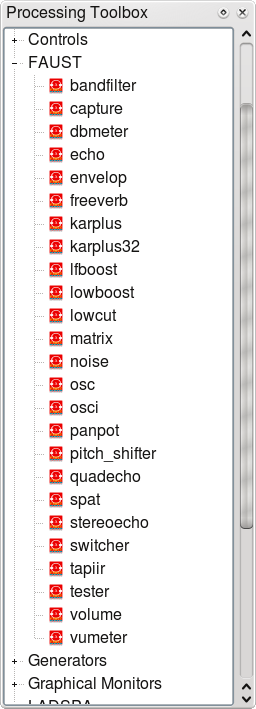 Processing Toolbox
Controls
FAUST
bandfilter
capture
dbmeter
echo
envelop
freeverb
karplus
karplus32
lfboost
lowboost
lowcut
matrix
noise
osc
osci
panpot
pitch_shifter
quadecho
spat
stereoecho
switcher
tapiir
tester
volume
vumeter
Generators
Graphical Monitors
LADSPA